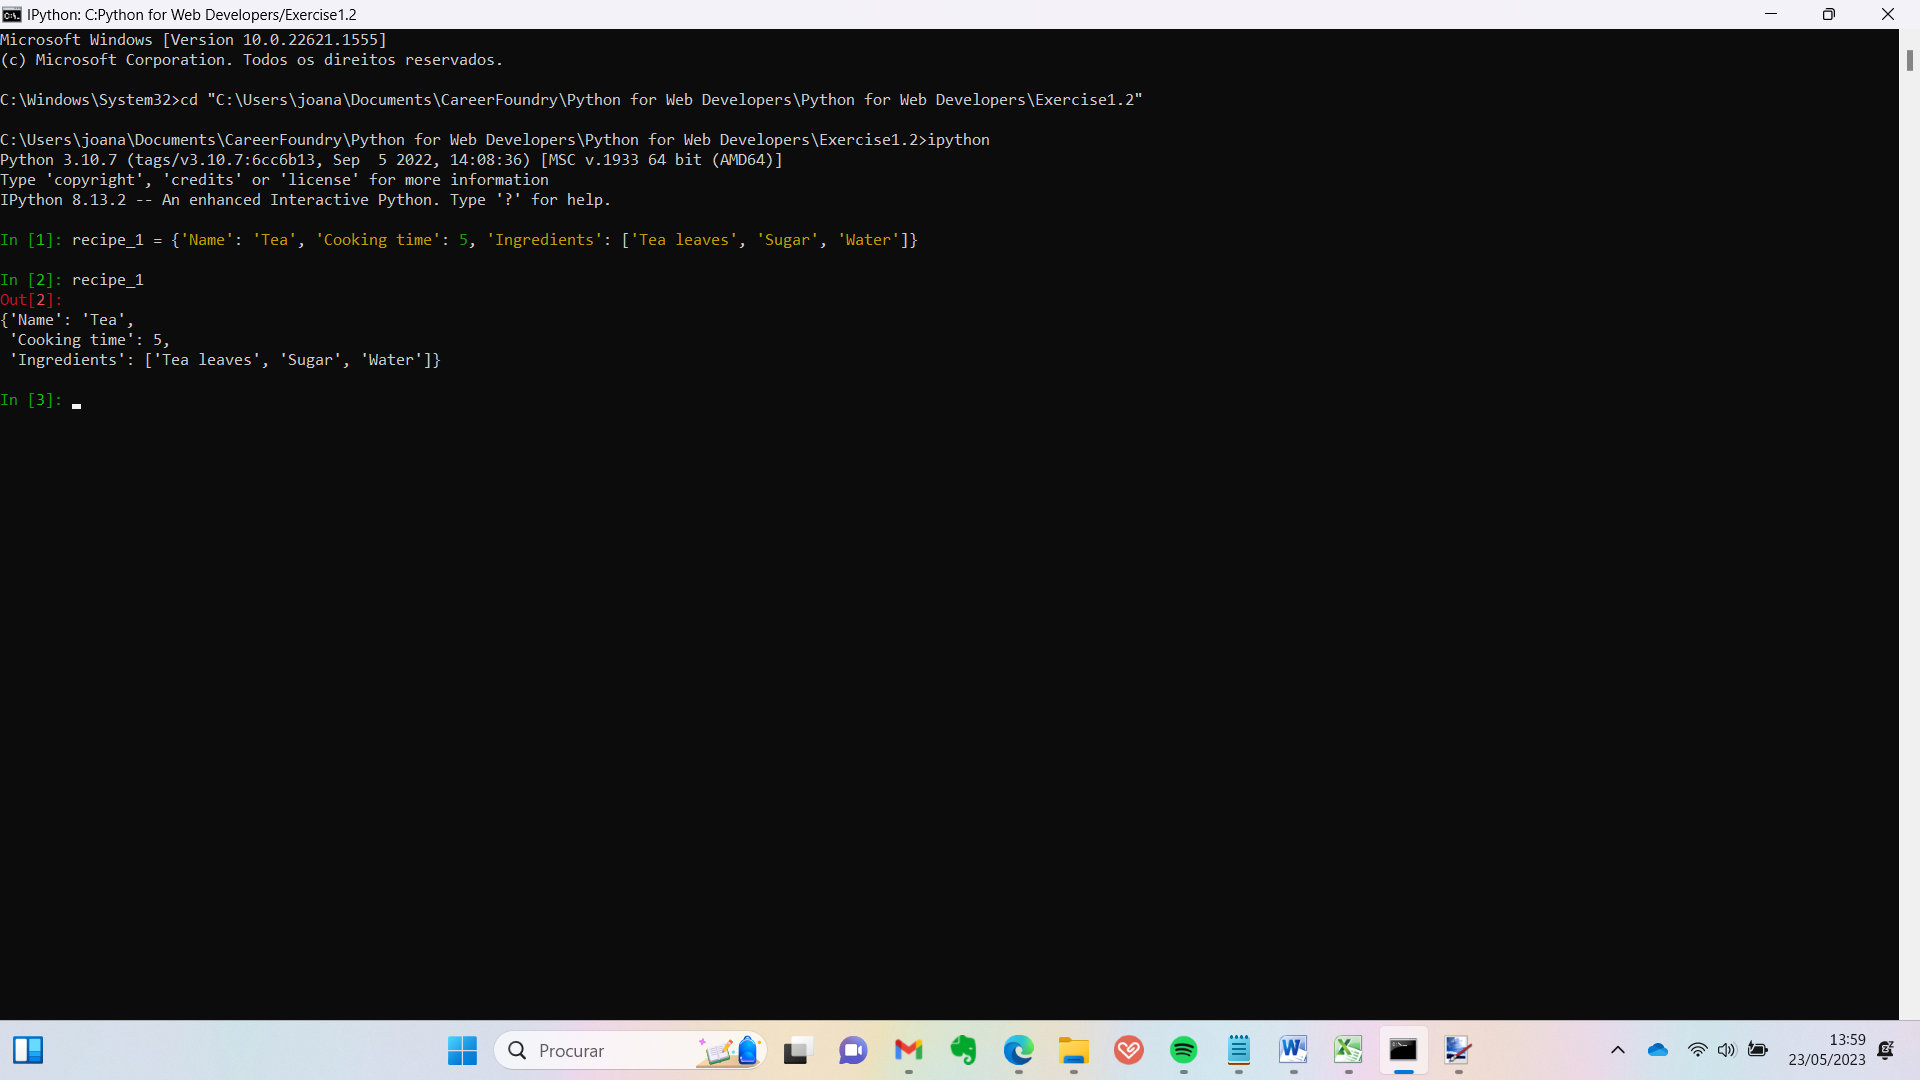 IPython: C:Python for Web Developers/Exercise1.2
Microsoft Windows [Version 10.0.22621.1555]
(c) Microsoft Corporation. Todos os direitos reservados.
C:\Windows\System32>cd "C:\Users\joana\Documents\CareerFoundry\Python for Web Developers\Python for Web Developers\Exercise1.2"
C:\Users\joana\Documents\CareerFoundry\Python for Web Developers\Python for Web Developers\Exercise1.2>ipython
Python 3.10.7 (tags/v3.10.7:6cc6b13, Sep  5 2022, 14:08:36) [MSC v.1933 64 bit (AMD64)]
Type 'copyright', 'credits' or 'license' for more information
IPython 8.13.2 -- An enhanced Interactive Python. Type '?' for help.
In [1]: recipe_1 = {'Name': 'Tea', 'Cooking time': 5, 'Ingredients': ['Tea leaves', 'Sugar', 'Water']}
In [2]: recipe_1
Out[2]:
{'Name': 'Tea',
 'Cooking time': 5,
 'Ingredients': ['Tea leaves', 'Sugar', 'Water']}
In [3]:
Procurar
13:59
23/05/2023